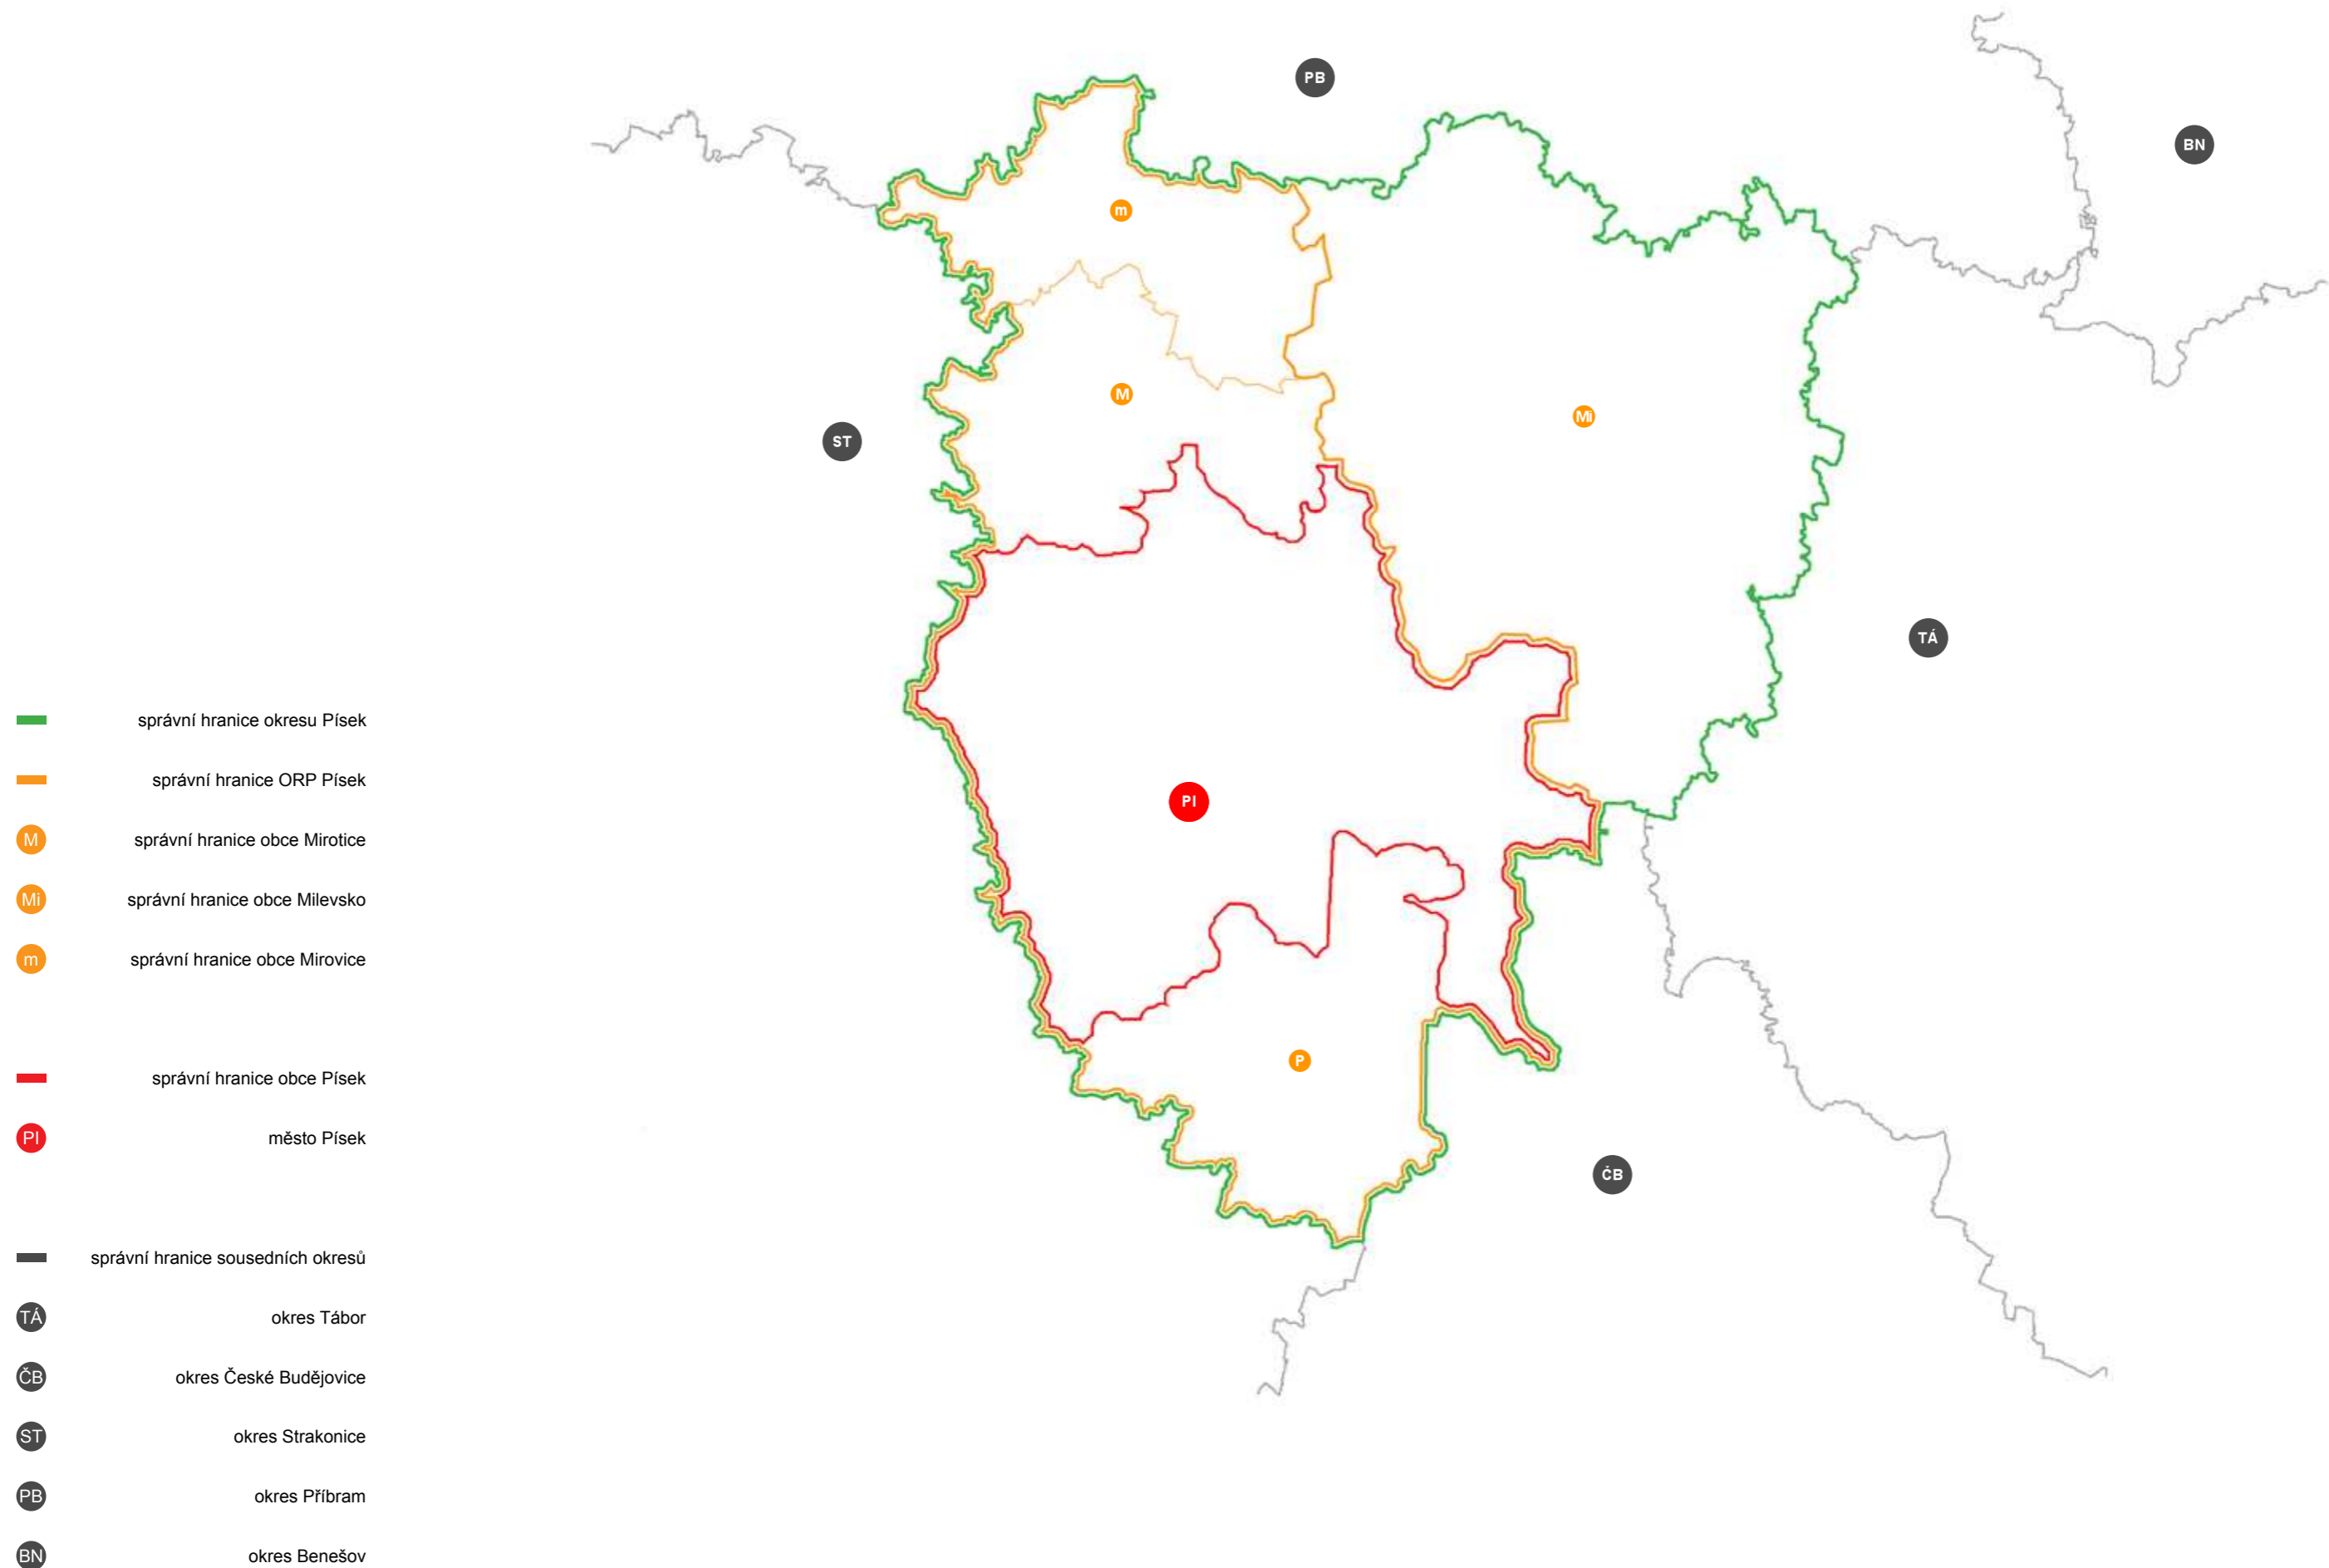 PB
BN
m
M
Mi
ST
TÁ
PI
P
ČB
správní hranice okresu Písek
správní hranice ORP Písek
M správní hranice obce Mirotice
Mi správní hranice obce Milevsko
m správní hranice obce Mirovice
správní hranice obce Písek
PI město Písek
správní hranice sousedních okresů
TÁ okres Tábor
ČB okres České Budějovice
ST okres Strakonice
PB okres Příbram
BN okres Benešov